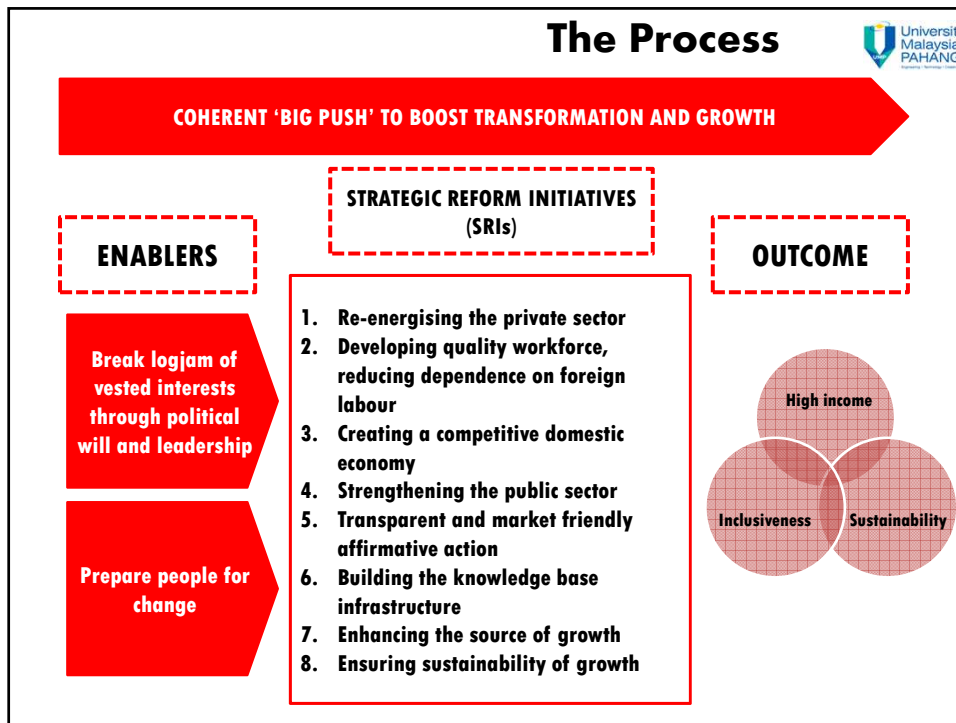 The Process
Universiti
Malaysia
PAHANG
COHERENT ‘BIG PUSH’ TO BOOST TRANSFORMATION AND GROWTH
STRATEGIC REFORM INITIATIVES
(SRIs)
ENABLERS
OUTCOME
Break logjam of
vested interests
through political
will and leadership
Prepare people for
change
1. Re-energising the private sector
2. Developing quality workforce,
reducing dependence on foreign
labour
3. Creating a competitive domestic
economy
4. Strengthening the public sector
5. Transparent and market friendly
affirmative action
6. Building the knowledge base
infrastructure
7. Enhancing the source of growth
8. Ensuring sustainability of growth
High income
Inclusiveness
Sustainability